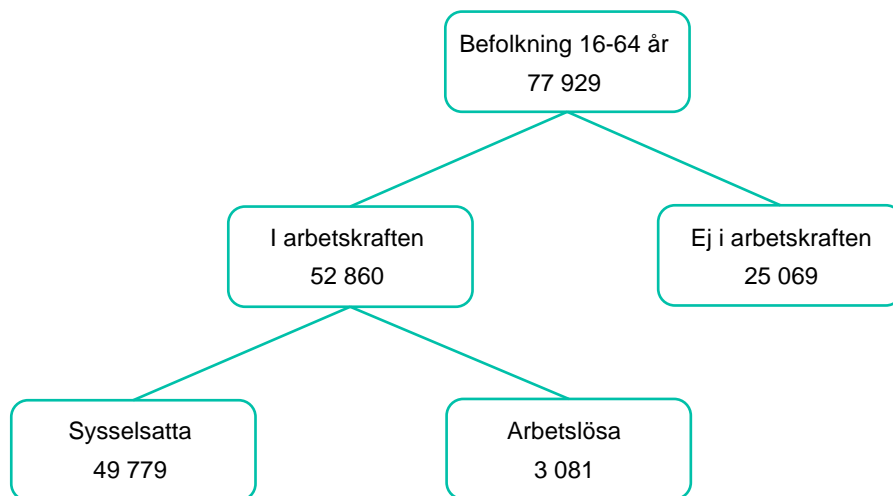 Befolkning 16-64 år
77 929
I arbetskraften
52 860
Ej i arbetskraften
25 069
Sysselsatta
49 779
Arbetslösa
3 081